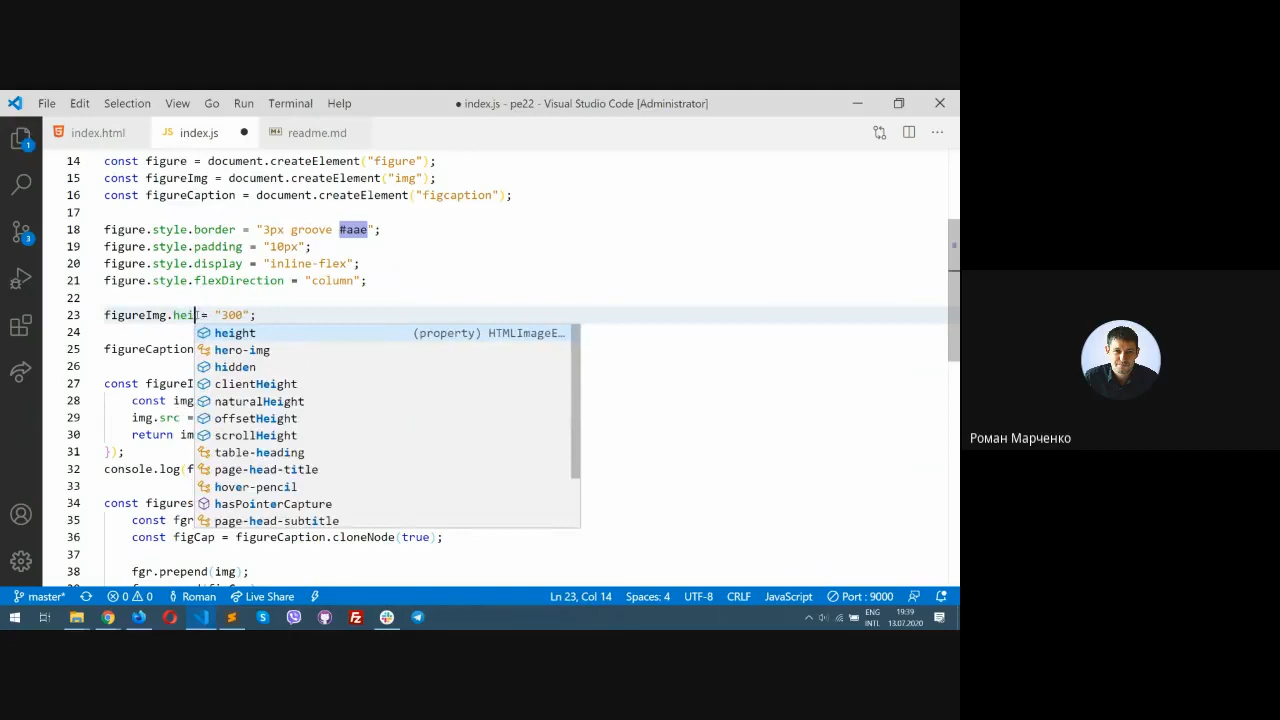 File Edit Selection View Go Run Terminal Help
● index.js - pe22 - Visual Studio Code [Administrator]
index.html
JS index.js ●
readme.md
14 const figure = document.createElement("figure");
15 const figureImg = document.createElement("img");
16 const figureCaption = document.createElement("figcaption");
17
18 figure.style.border = "3px groove #aae";
19 figure.style.padding = "10px";
20 figure.style.display = "inline-flex";
21 figure.style.flexDirection = "column";
22
23 figureImg.hei = "300";
24
height (property) HTMLImageE…
hero-img
25 figureCaption
hidden
26
27 const figureI
clientHeight
28 const img
naturalHeight
29 img.src =
offsetHeight
30 return im
scrollHeight
31 });
table-heading
32 console.log(f
page-head-title
33
hover-pencil
34 const figures
hasPointerCapture
35 const fgr
page-head-subtitle
36 const figCap = figureCaption.cloneNode(true);
37
38 fgr.prepend(img);
1
3
master*
0 0
Roman
Live Share
Ln 23, Col 14
Spaces: 4
UTF-8
CRLF
JavaScript
Port : 9000
ENG
INTL
19:39
13.07.2020
Роман Марченко